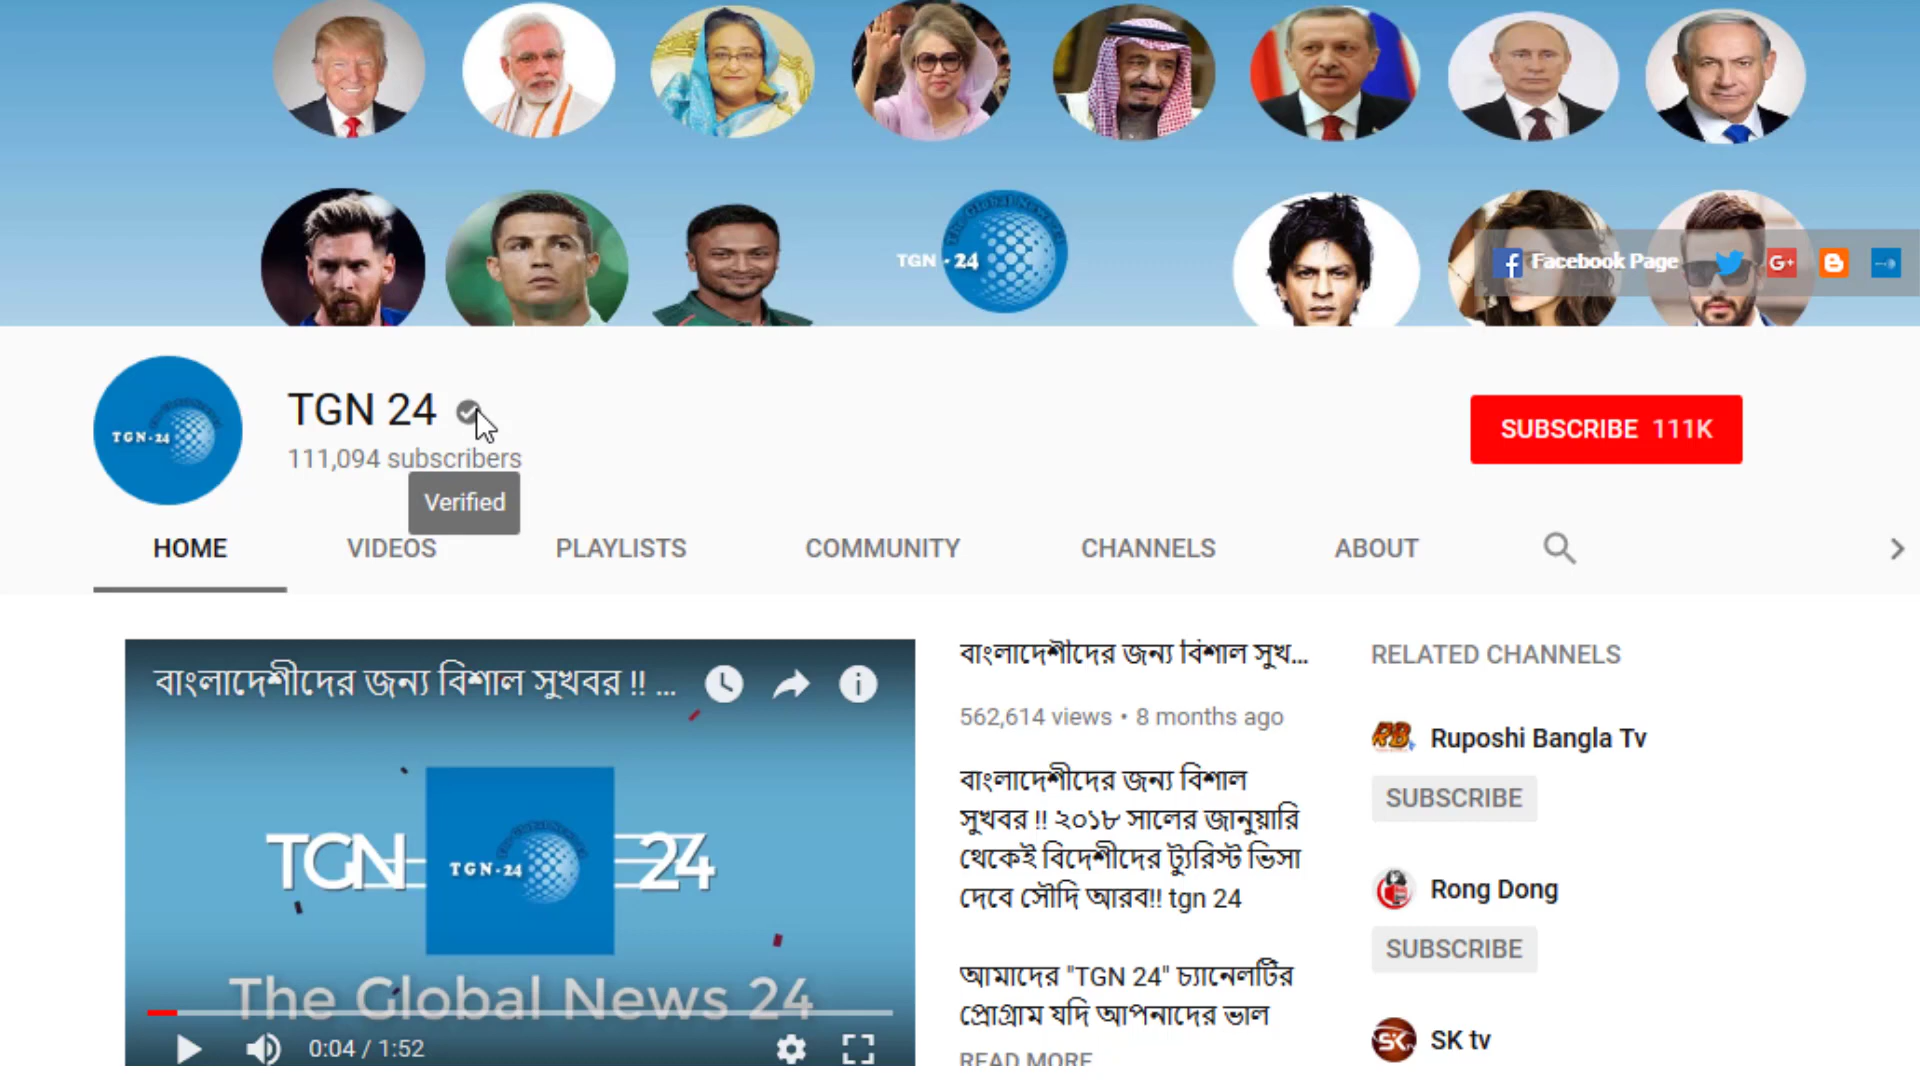 The Global News
TGN - 24
Facebook Page
G+
TGN-24
TGN 24
111,094 subscribers
SUBSCRIBE 111K
Verified
HOME VIDEOS PLAYLISTS COMMUNITY CHANNELS ABOUT
বাংলাদেশীদের জন্য বিশাল সুখবর !! ...
TGN
TGN-24
24
The Global News 24
0:04 / 1:52
বাংলাদেশীদের জন্য বিশাল সুখ...
562,614 views • 8 months ago
বাংলাদেশীদের জন্য বিশাল
সুখবর !! ২০১৮ সালের জানুয়ারি
থেকেই বিদেশীদের ট্যুরিস্ট ভিসা
দেবে সৌদি আরব!! tgn 24
আমাদের "TGN 24" চ্যানেলটির
প্রোগ্রাম যদি আপনাদের ভাল
READ MORE
RELATED CHANNELS
RB
Ruposhi Bangla Tv
SUBSCRIBE
Rong Dong
SUBSCRIBE
SK
SK tv